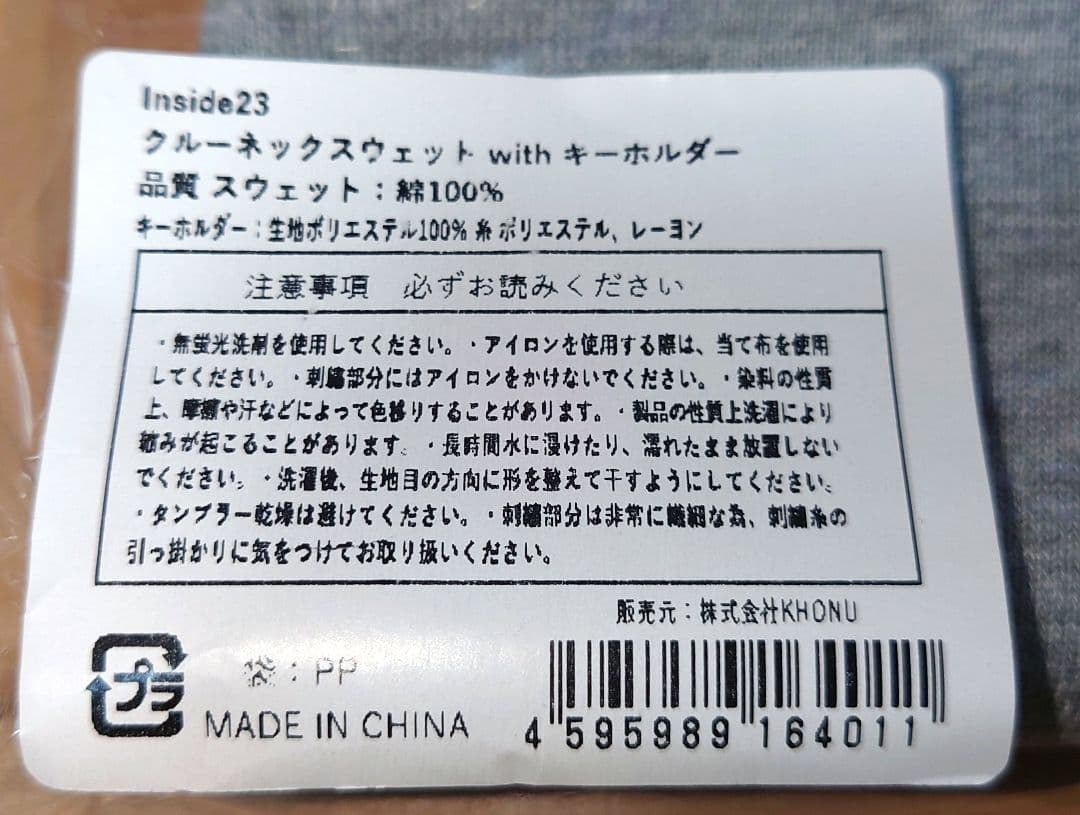 Inside23
クルーネックスウェット with キーホルダー
品質 スウェット：綿100%
キーホルダー：生地ポリエステル100% 糸 ポリエステル、レーヨン
注意事項 必ずお読みください
・無蛍光洗剤を使用してください。・アイロンを使用する際は、当て布を使用
してください。・刺繍部分にはアイロンをかけないでください。・染料の性質
上、摩擦や汗などによって色移りすることがあります。・製品の性質上洗濯により
縮みが起こることがあります。・長時間水に浸けたり、濡れたまま放置しない
でください。・洗濯後、生地目の方向に形を整えて干すようにしてください。
・タンブラー乾燥は避けてください。・刺繍部分は非常に繊細な為、刺繍糸の
引っ掛かりに気をつけてお取り扱いください。
販売元：株式会社KHONU
プラ
袋：PP
MADE IN CHINA
4 595989 164011